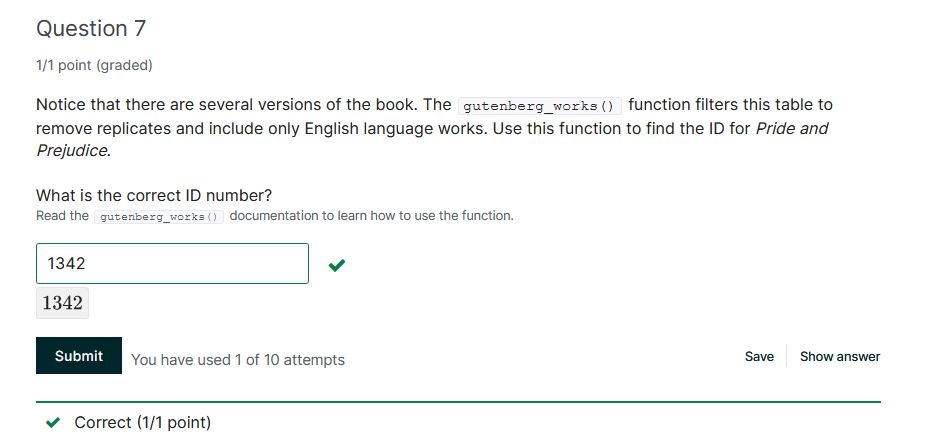 Question 7
1/1 point (graded)
Notice that there are several versions of the book. The gutenberg_works() function filters this table to
remove replicates and include only English language works. Use this function to find the ID for Pride and
Prejudice.
What is the correct ID number?
Read the gutenberg_works() documentation to learn how to use the function.
1342
1342
Submit You have used 1 of 10 attempts Save Show answer
Correct (1/1 point)